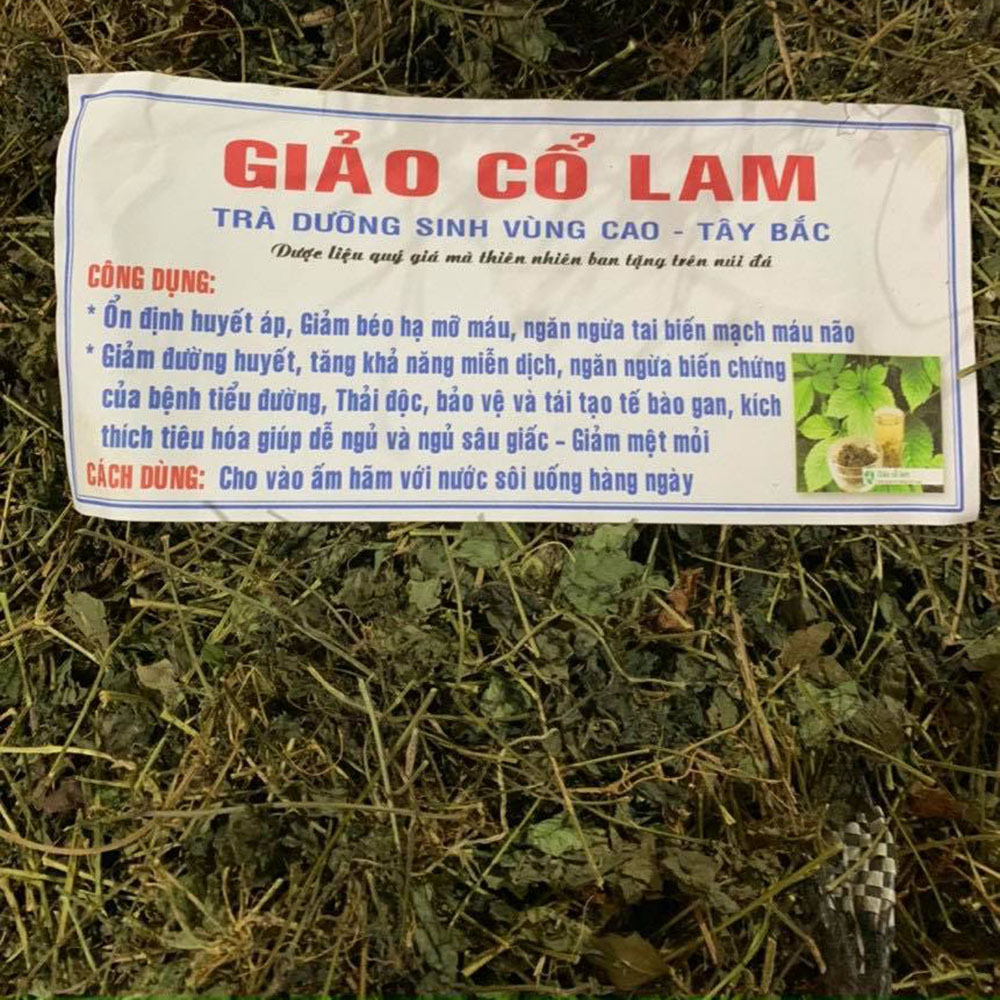 GIẢO CỔ LAM
TRÀ DƯỠNG SINH VÙNG CAO - TÂY BẮC
Dược liệu quý giá mà thiên nhiên ban tặng trên núi đá
CÔNG DỤNG:
* Ổn định huyết áp, Giảm béo hạ mỡ máu, ngăn ngừa tai biến mạch máu não
* Giảm đường huyết, tăng khả năng miễn dịch, ngăn ngừa biến chứng
của bệnh tiểu đường, Thải độc, bảo vệ và tái tạo tế bào gan, kích
thích tiêu hóa giúp dễ ngủ và ngủ sâu giấc – Giảm mệt mỏi
CÁCH DÙNG: Cho vào ấm hãm với nước sôi uống hàng ngày